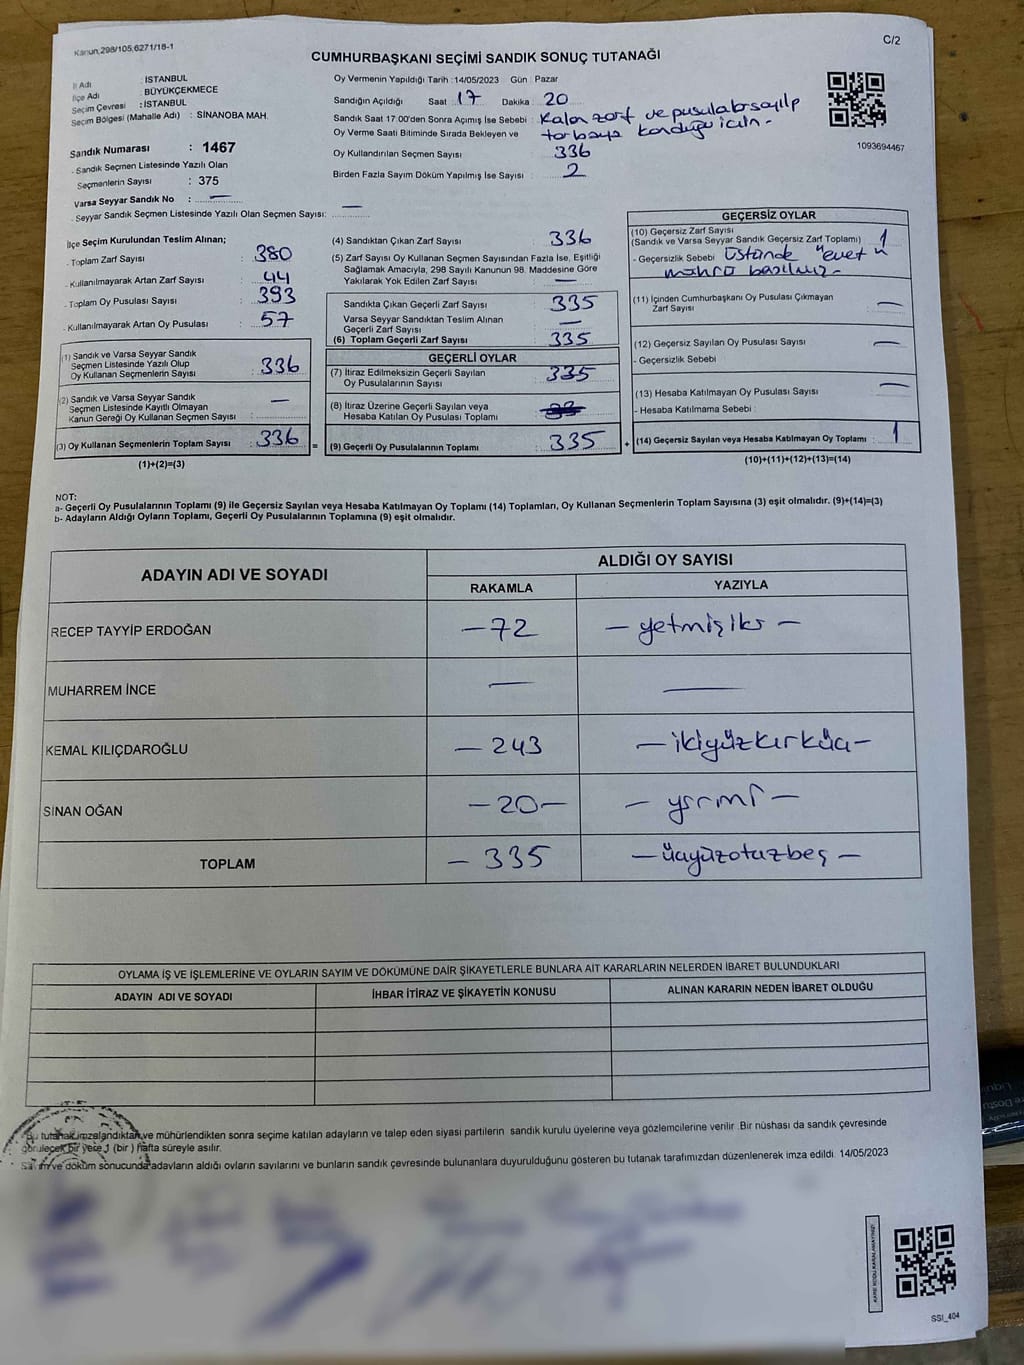 Kanun;298/105;6271/18-1
C/2
CUMHURBAŞKANI SEÇİMİ SANDIK SONUÇ TUTANAĞI
İl Adı : İSTANBUL
İlçe Adı : BÜYÜKÇEKMECE
Seçim Çevresi : İSTANBUL
Seçim Bölgesi (Mahalle Adı) : SİNANOBA MAH.
Sandık Numarası : 1467
- Sandık Seçmen Listesinde Yazılı Olan
Seçmenlerin Sayısı : 375
Varsa Seyyar Sandık No : —
- Seyyar Sandık Seçmen Listesinde Yazılı Olan Seçmen Sayısı: —
Oy Vermenin Yapıldığı Tarih : 14/05/2023 Gün : Pazar
Sandığın Açıldığı Saat : 17 Dakika : 20
Sandık Saat 17:00'den Sonra Açımış İse Sebebi : Kalan zarf ve pusulalar sayılıp
Oy Verme Saati Bitiminde Sırada Bekleyen ve torbaya konduğu için -
Oy Kullandırılan Seçmen Sayısı 336
Birden Fazla Sayım Döküm Yapılmış İse Sayısı : 2
1093694467
İlçe Seçim Kurulundan Teslim Alınan;
- Toplam Zarf Sayısı : 380
- Kullanılmayarak Artan Zarf Sayısı : 44
- Toplam Oy Pusulası Sayısı : 393
- Kullanılmayarak Artan Oy Pusulası : 57
(1) Sandık ve Varsa Seyyar Sandık
Seçmen Listesinde Yazılı Olup
Oy Kullanan Seçmenlerin Sayısı : 336
(2) Sandık ve Varsa Seyyar Sandık
Seçmen Listesinde Kayıtlı Olmayan
Kanun Gereği Oy Kullanan Seçmen Sayısı : —
(3) Oy Kullanan Seçmenlerin Toplam Sayısı : 336 =
(1)+(2)=(3)
(4) Sandıktan Çıkan Zarf Sayısı : 336
(5) Zarf Sayısı Oy Kullanan Seçmen Sayısından Fazla İse, Eşitliği
Sağlamak Amacıyla, 298 Sayılı Kanunun 98. Maddesine Göre
Yakılarak Yok Edilen Zarf Sayısı : —
Sandıkta Çıkan Geçerli Zarf Sayısı : 335
Varsa Seyyar Sandıktan Teslim Alınan
Geçerli Zarf Sayısı : —
(6) Toplam Geçerli Zarf Sayısı : 335
GEÇERLİ OYLAR
(7) İtiraz Edilmeksizin Geçerli Sayılan
Oy Pusulalarının Sayısı : 335
(8) İtiraz Üzerine Geçerli Sayılan veya
Hesaba Katılan Oy Pusulası Toplamı :
(9) Geçerli Oy Pusulalarının Toplamı : 335 +
GEÇERSİZ OYLAR
(10) Geçersiz Zarf Sayısı
(Sandık ve Varsa Seyyar Sandık Geçersiz Zarf Toplamı) : 1
- Geçersizlik Sebebi : Üstünde "evet"
mührü basılmış -
(11) İçinden Cumhurbaşkanı Oy Pusulası Çıkmayan
Zarf Sayısı : —
(12) Geçersiz Sayılan Oy Pusulası Sayısı : —
- Geçersizlik Sebebi
(13) Hesaba Katılmayan Oy Pusulası Sayısı : —
- Hesaba Katılmama Sebebi :
(14) Geçersiz Sayılan veya Hesaba Katılmayan Oy Toplamı : 1
(10)+(11)+(12)+(13)=(14)
NOT:
a- Geçerli Oy Pusulalarının Toplamı (9) ile Geçersiz Sayılan veya Hesaba Katılmayan Oy Toplamı (14) Toplamları, Oy Kullanan Seçmenlerin Toplam Sayısına (3) eşit olmalıdır. (9)+(14)=(3)
b- Adayların Aldığı Oyların Toplamı, Geçerli Oy Pusulalarının Toplamına (9) eşit olmalıdır.
ADAYIN ADI VE SOYADI ALDIĞI OY SAYISI
RAKAMLA YAZIYLA
RECEP TAYYİP ERDOĞAN — 72 — yetmişiki —
MUHARREM İNCE — —
KEMAL KILIÇDAROĞLU — 243 — ikiyüzkırküç —
SİNAN OĞAN — 20 — — yirmi —
TOPLAM — 335 — üçyüzotuzbeş —
OYLAMA İŞ VE İŞLEMLERİNE VE OYLARIN SAYIM VE DÖKÜMÜNE DAİR ŞİKAYETLERLE BUNLARA AİT KARARLARIN NELERDEN İBARET BULUNDUKLARI
ADAYIN ADI VE SOYADI İHBAR İTİRAZ VE ŞİKAYETİN KONUSU ALINAN KARARIN NEDEN İBARET OLDUĞU
Bu tutanak imzalandıktan ve mühürlendikten sonra seçime katılan adayların ve talep eden siyasi partilerin sandık kurulu üyelerine veya gözlemcilerine verilir .Bir nüshası da sandık çevresinde
görülecek bir yere 1 (bir ) hafta süreyle asılır.
Sayım ve döküm sonucunda adayların aldığı oyların sayılarını ve bunların sandık çevresinde bulunanlara duyurulduğunu gösteren bu tutanak tarafımızdan düzenlenerek imza edildi. 14/05/2023
KARE KODU KARALAMAYINIZ!
SSI_404